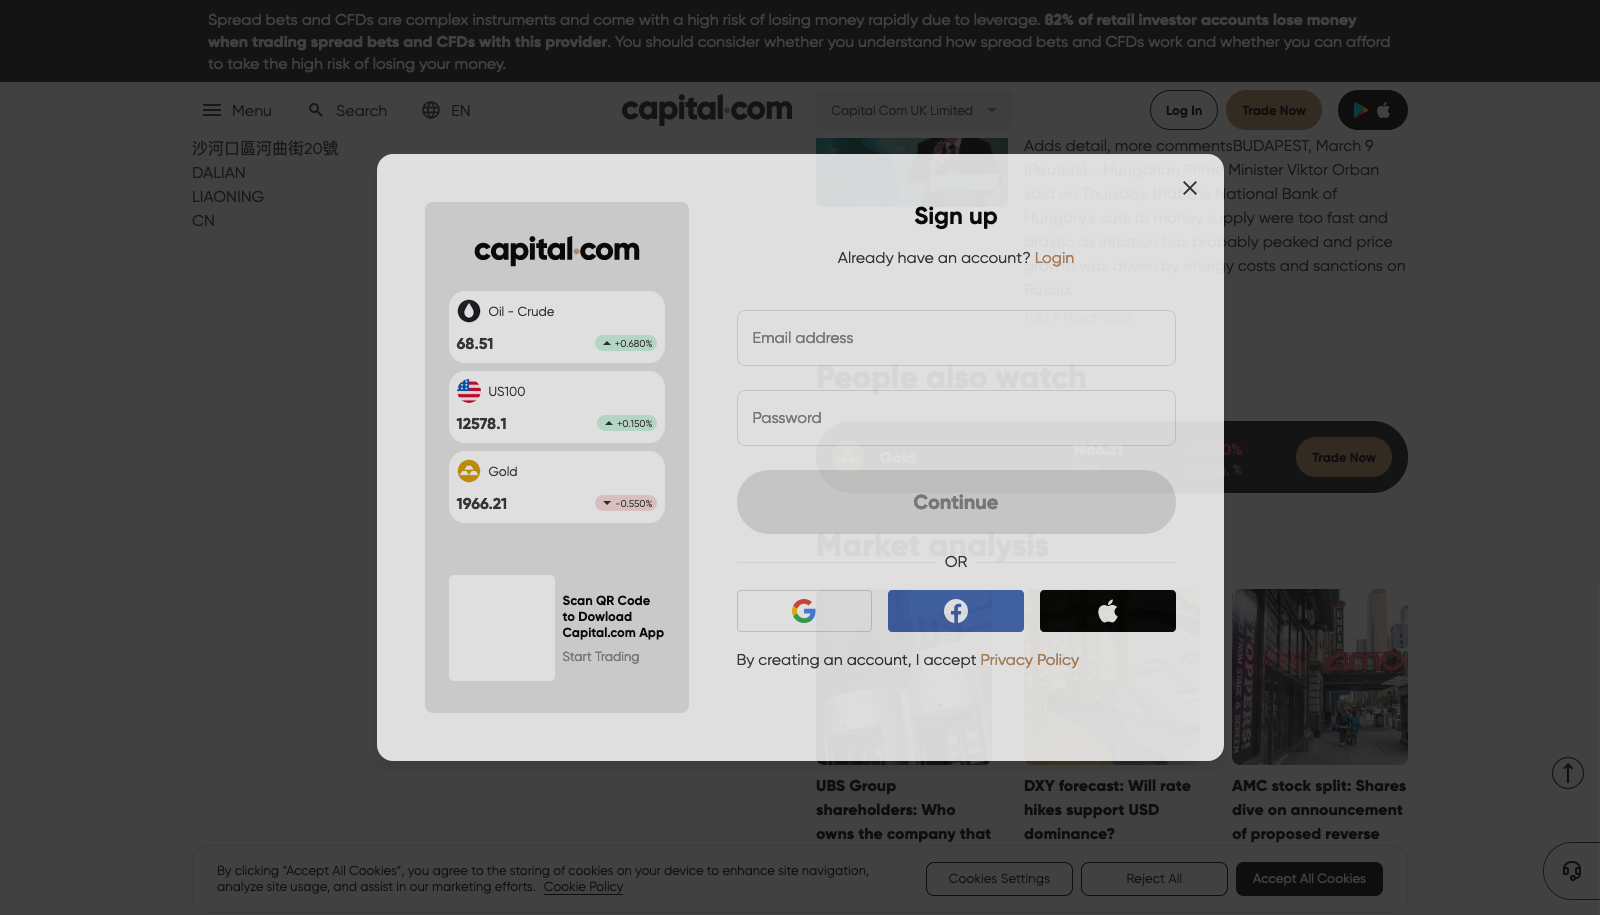 Spread bets and CFDs are complex instruments and come with a high risk of losing money rapidly due to leverage. 82% of retail investor accounts lose money
when trading spread bets and CFDs with this provider. You should consider whether you understand how spread bets and CFDs work and whether you can afford
to take the high risk of losing your money.
Menu
Search
EN
capital.com
Capital Com UK Limited
Log In
Trade Now
沙河口區河曲街20號
DALIAN
LIAONING
CN
Adds detail, more commentsBUDAPEST, March 9
(Reuters) - Hungarian Prime Minister Viktor Orban
said on Thursday that the National Bank of
Hungary's cuts to money supply were too fast and
drastic as inflation has probably peaked and price
growth was driven by energy costs and sanctions on
Russia.
People also watch
Gold
1966.21
Trade Now
Market analysis
UBS Group
shareholders: Who
owns the company that
DXY forecast: Will rate
hikes support USD
dominance?
AMC stock split: Shares
dive on announcement
of proposed reverse
capital.com
Oil - Crude
68.51
+0.680%
US100
12578.1
+0.150%
Gold
1966.21
-0.550%
Scan QR Code
to Dowload
Capital.com App
Start Trading
Sign up
Already have an account? Login
Email address
Password
Continue
OR
By creating an account, I accept Privacy Policy
By clicking “Accept All Cookies”, you agree to the storing of cookies on your device to enhance site navigation,
analyze site usage, and assist in our marketing efforts. Cookie Policy
Cookies Settings
Reject All
Accept All Cookies